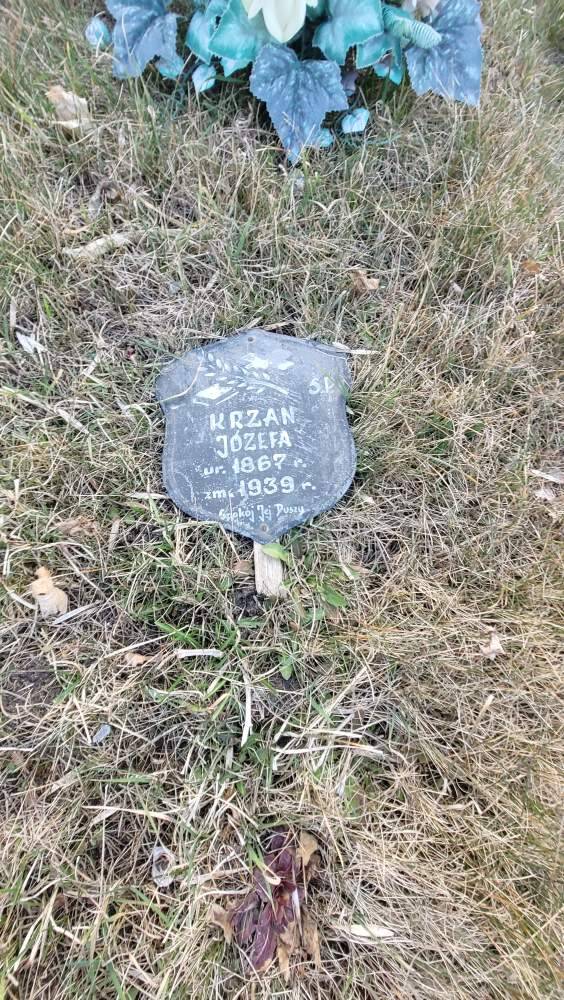 Ś.P.
KRZAN
JÓZEFA
ur. 1867 r.
zm. 1939 r.
Spokój Jej Duszy